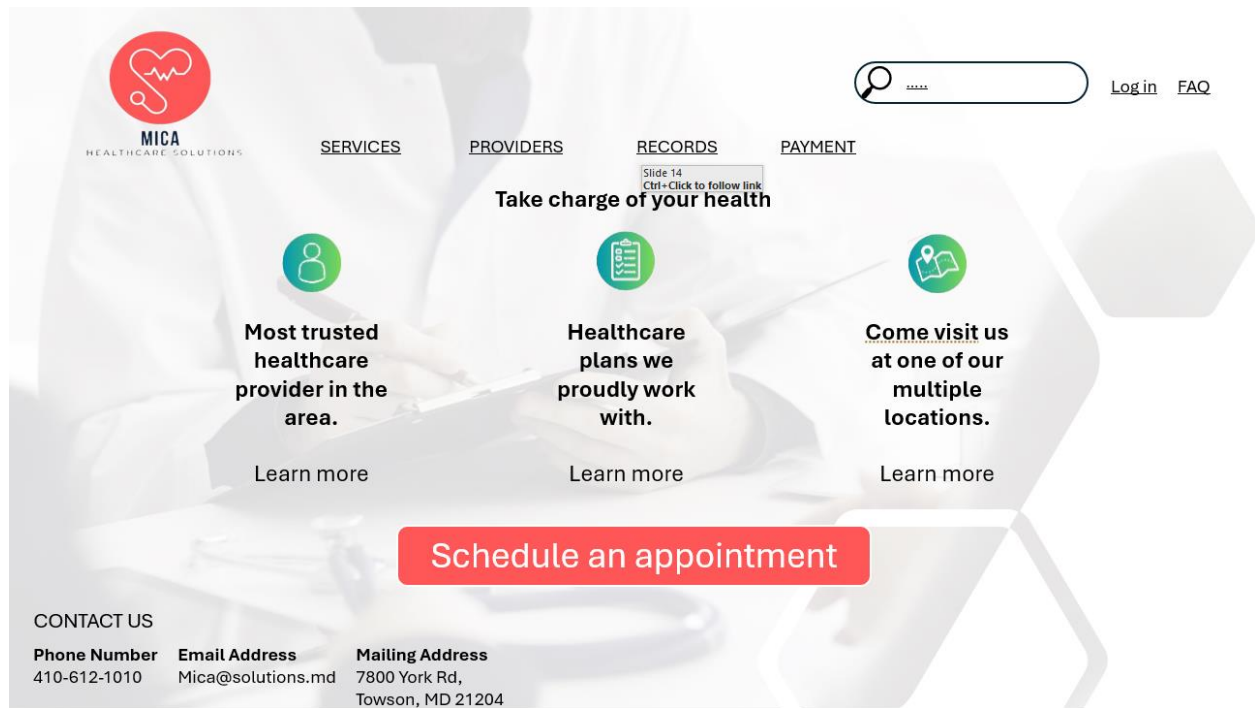 ..... Log in FAQ
MICA
HEALTHCARE SOLUTIONS
SERVICES PROVIDERS RECORDS PAYMENT
Slide 14
Ctrl+Click to follow link
Take charge of your health
Most trusted
healthcare
provider in the
area.
Learn more
Healthcare
plans we
proudly work
with.
Learn more
Come visit us
at one of our
multiple
locations.
Learn more
Schedule an appointment
CONTACT US
Phone Number
410-612-1010
Email Address
Mica@solutions.md
Mailing Address
7800 York Rd,
Towson, MD 21204